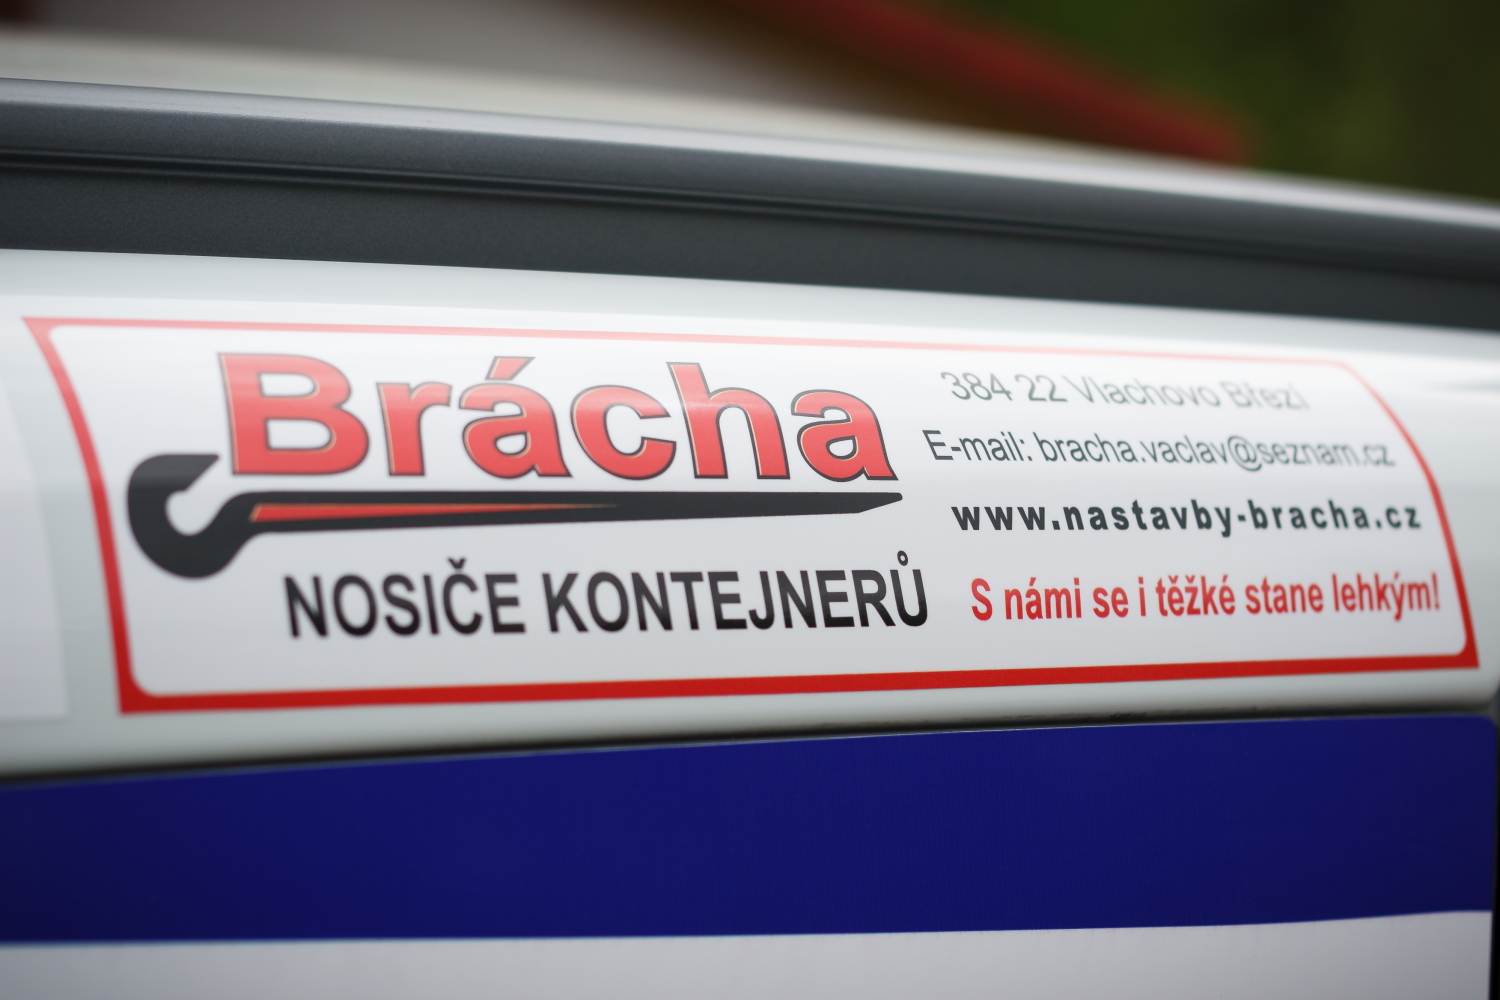 Brácha
NOSIČE KONTEJNERŮ
384 22 Vlachovo Březí
E-mail: bracha.vaclav@seznam.cz
www.nastavby-bracha.cz
S námi se i těžké stane lehkým!